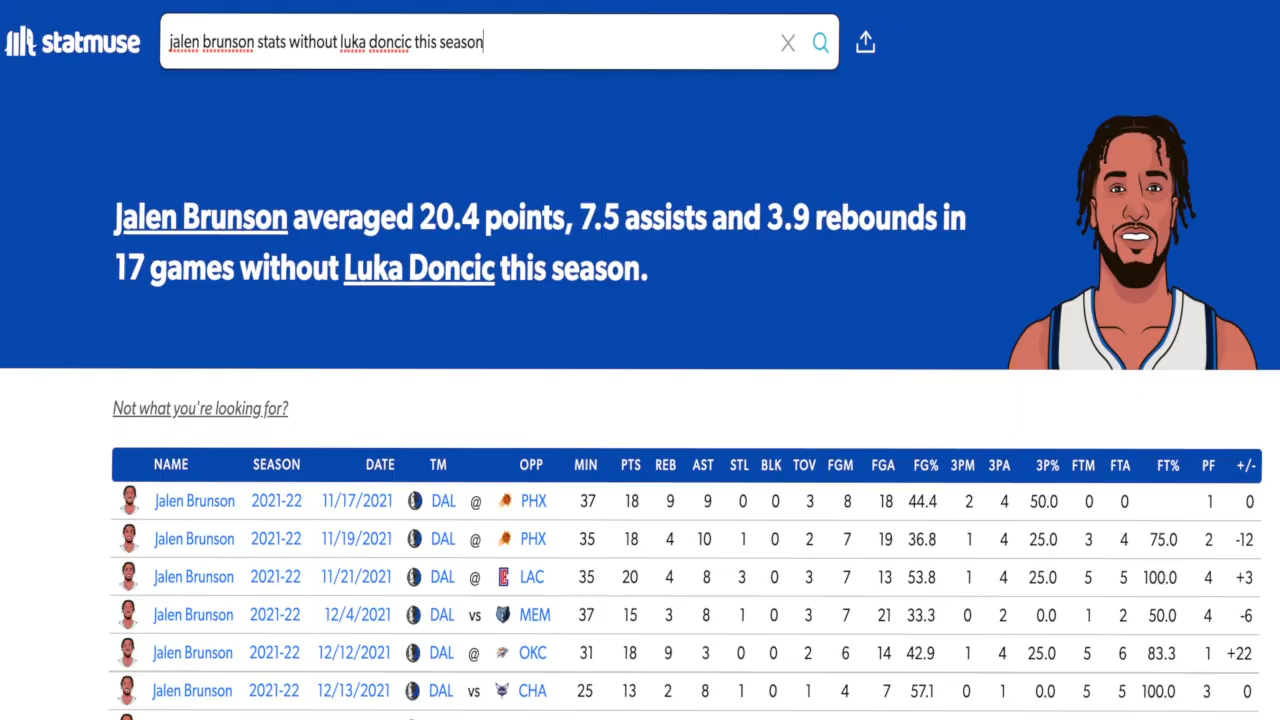 statmuse
jalen brunson stats without luka doncic this season
Jalen Brunson averaged 20.4 points, 7.5 assists and 3.9 rebounds in
17 games without Luka Doncic this season.
Not what you're looking for?
NAME SEASON DATE TM OPP MIN PTS REB AST STL BLK TOV FGM FGA FG% 3PM 3PA 3P% FTM FTA FT% PF +/-
Jalen Brunson 2021-22 11/17/2021 DAL @ PHX 37 18 9 9 0 0 3 8 18 44.4 2 4 50.0 0 0 1 0
Jalen Brunson 2021-22 11/19/2021 DAL @ PHX 35 18 4 10 1 0 2 7 19 36.8 1 4 25.0 3 4 75.0 2 -12
Jalen Brunson 2021-22 11/21/2021 DAL @ LAC 35 20 4 8 3 0 3 7 13 53.8 1 4 25.0 5 5 100.0 4 +3
Jalen Brunson 2021-22 12/4/2021 DAL vs MEM 37 15 3 8 1 0 3 7 21 33.3 0 2 0.0 1 2 50.0 4 -6
Jalen Brunson 2021-22 12/12/2021 DAL @ OKC 31 18 9 3 0 0 2 6 14 42.9 1 4 25.0 5 6 83.3 1 +22
Jalen Brunson 2021-22 12/13/2021 DAL vs CHA 25 13 2 8 1 0 1 4 7 57.1 0 1 0.0 5 5 100.0 3 0